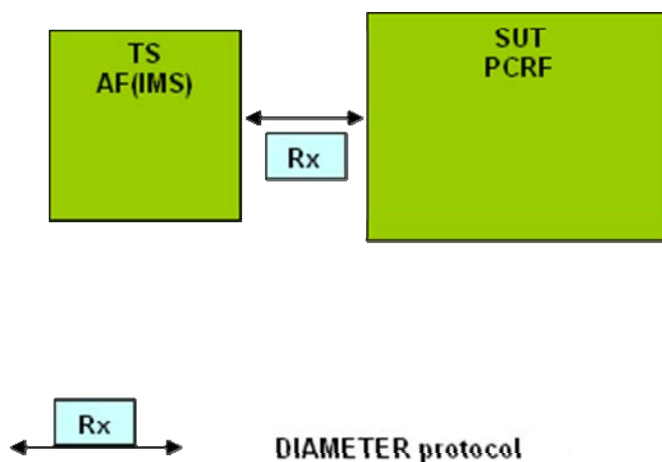 TS
AF(IMS)
SUT
PCRF
Rx
Rx
DIAMETER protocol